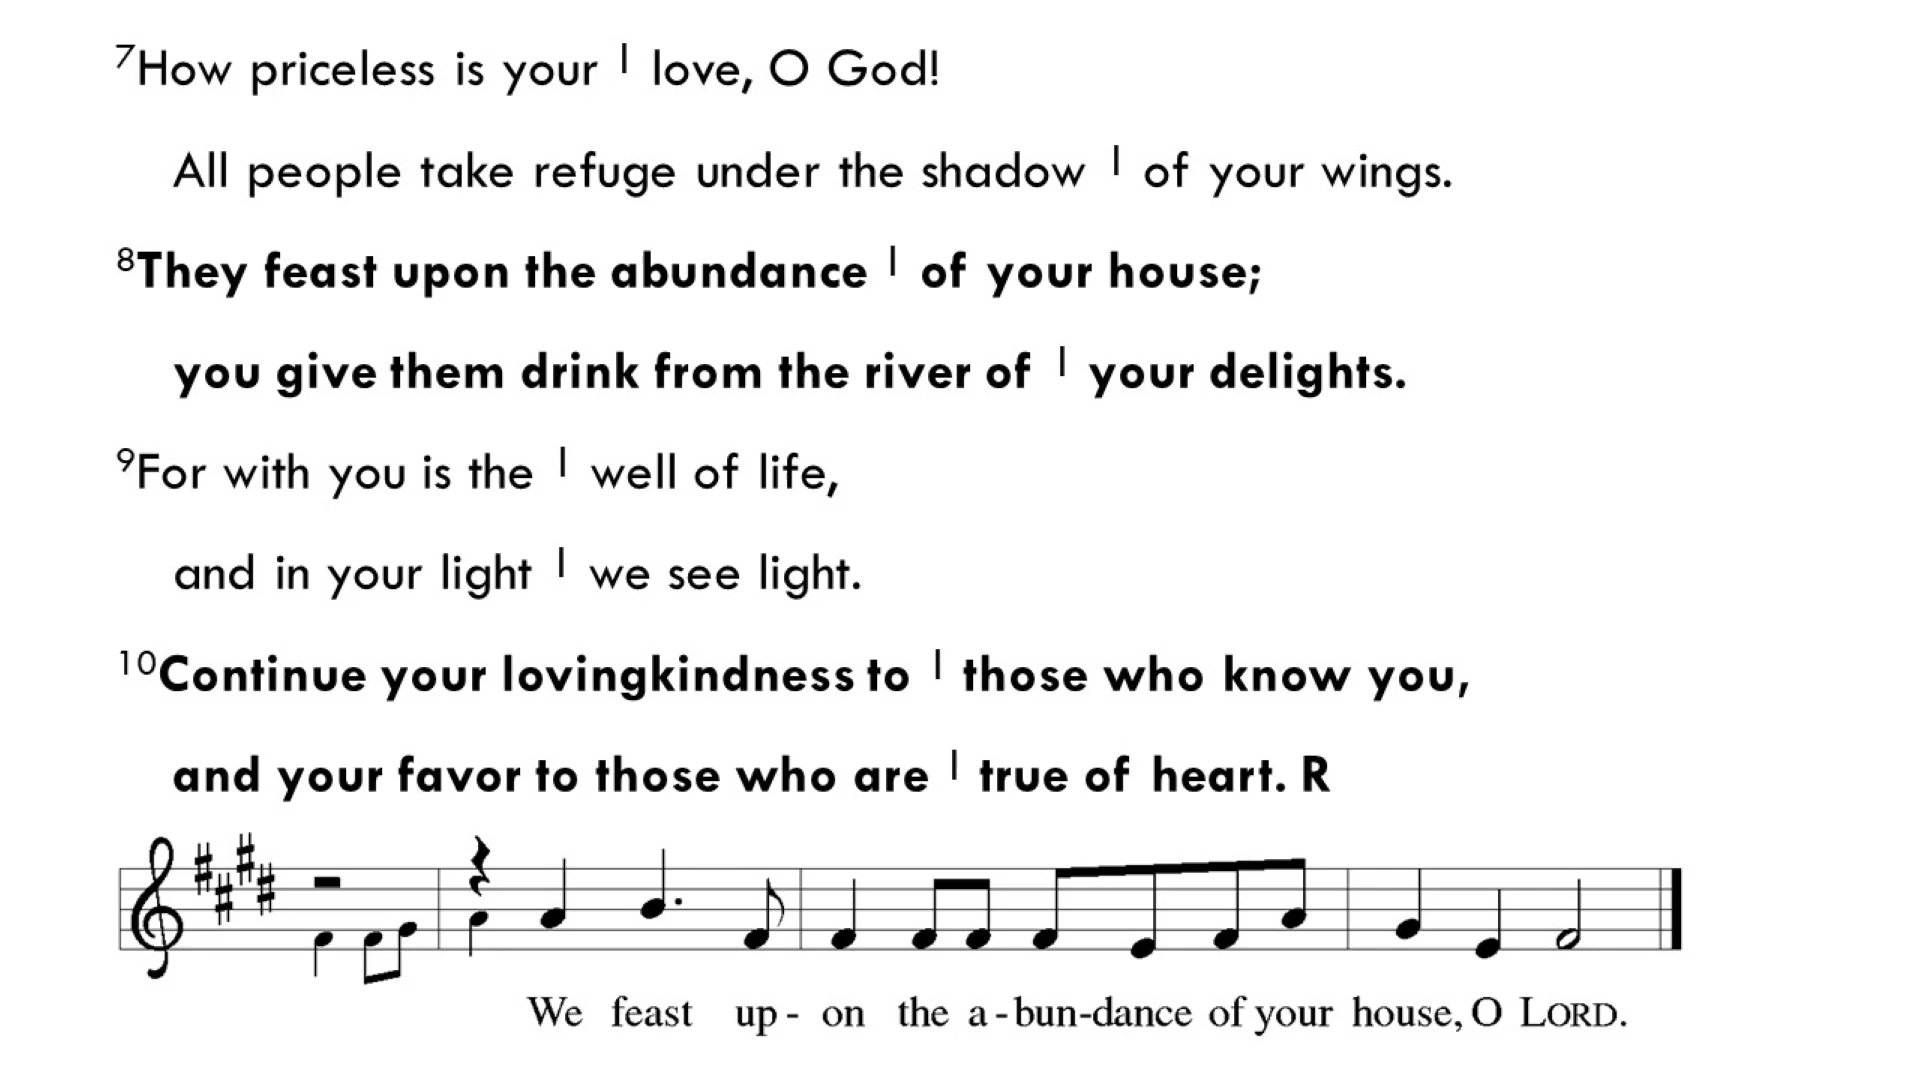 ⁷How priceless is your ˡ love, O God!
All people take refuge under the shadow ˡ of your wings.
⁸They feast upon the abundance ˡ of your house;
you give them drink from the river of ˡ your delights.
⁹For with you is the ˡ well of life,
and in your light ˡ we see light.
¹⁰Continue your lovingkindness to ˡ those who know you,
and your favor to those who are ˡ true of heart. R
We feast up - on the a - bun-dance of your house, O LORD.